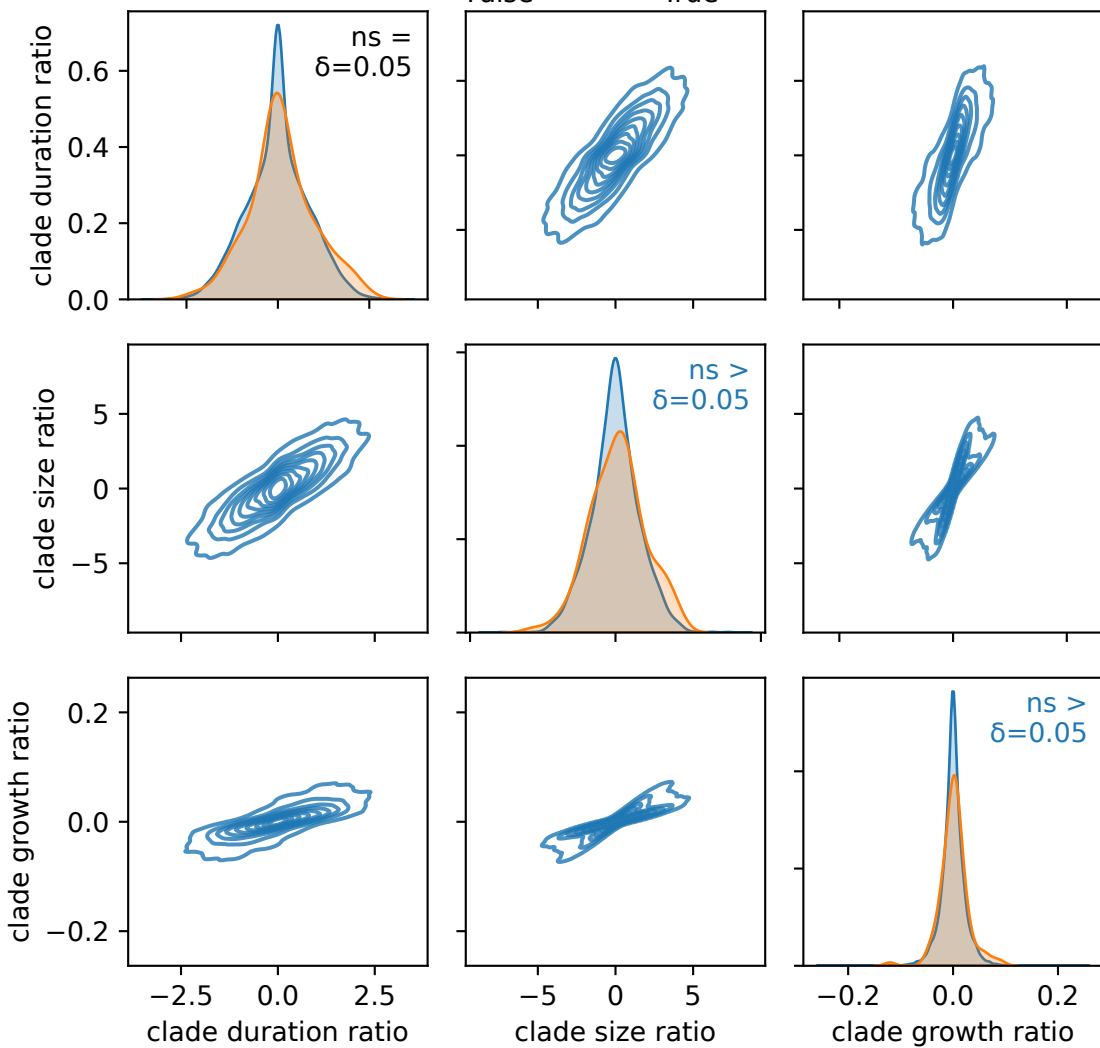 clade duration ratio
0.6
0.4
0.2
0.0
ns =
δ=0.05
clade size ratio
5
0
−5
ns >
δ=0.05
clade growth ratio
0.2
0.0
−0.2
ns >
δ=0.05
−2.5 0.0 2.5
−5 0 5
−0.2 0.0 0.2
clade duration ratio
clade size ratio
clade growth ratio